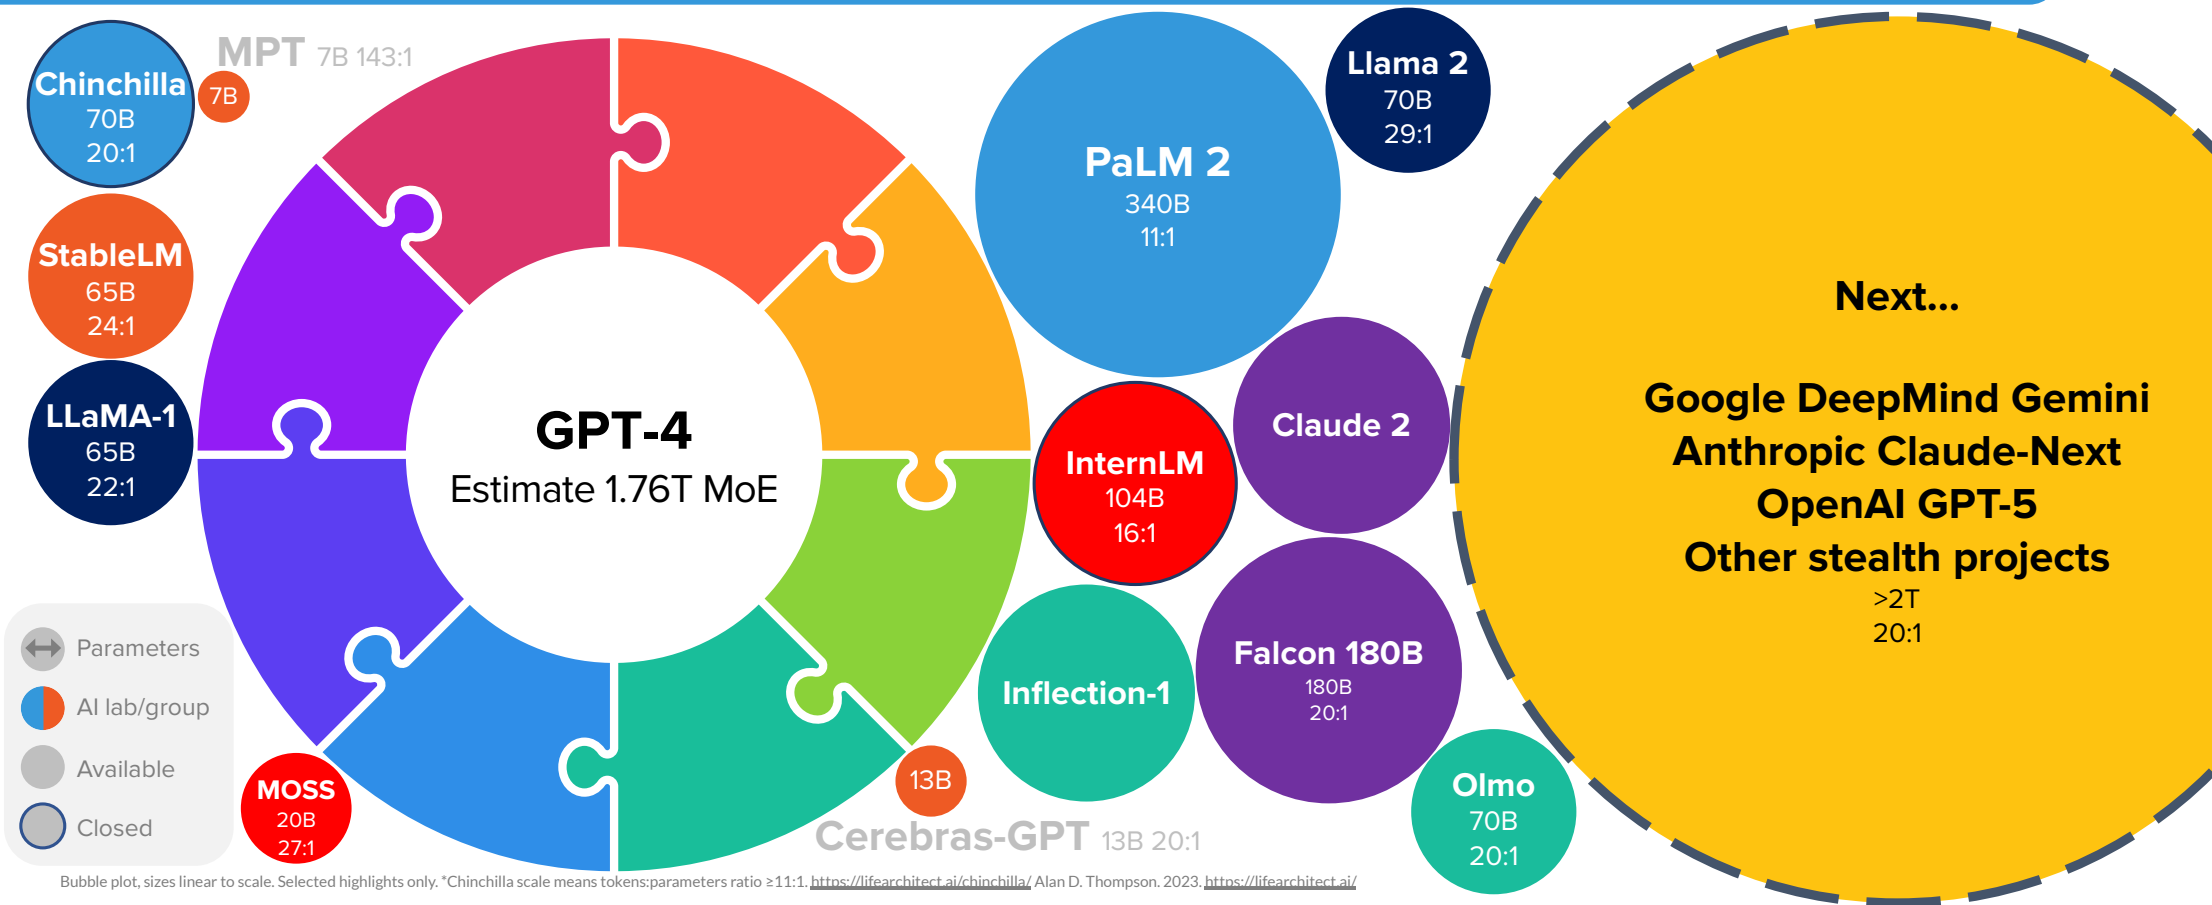 MPT 7B 143:1
Chinchilla
70B
20:1
7B
StableLM
65B
24:1
LLaMA-1
65B
22:1
GPT-4
Estimate 1.76T MoE
PaLM 2
340B
11:1
Llama 2
70B
29:1
Claude 2
InternLM
104B
16:1
Inflection-1
Falcon 180B
180B
20:1
Olmo
70B
20:1
Next...
Google DeepMind Gemini
Anthropic Claude-Next
OpenAI GPT-5
Other stealth projects
>2T
20:1
Parameters
AI lab/group
Available
Closed
MOSS
20B
27:1
13B
Cerebras-GPT 13B 20:1
Bubble plot, sizes linear to scale. Selected highlights only. *Chinchilla scale means tokens:parameters ratio ≥11:1. https://lifearchitect.ai/chinchilla/ Alan D. Thompson. 2023. https://lifearchitect.ai/